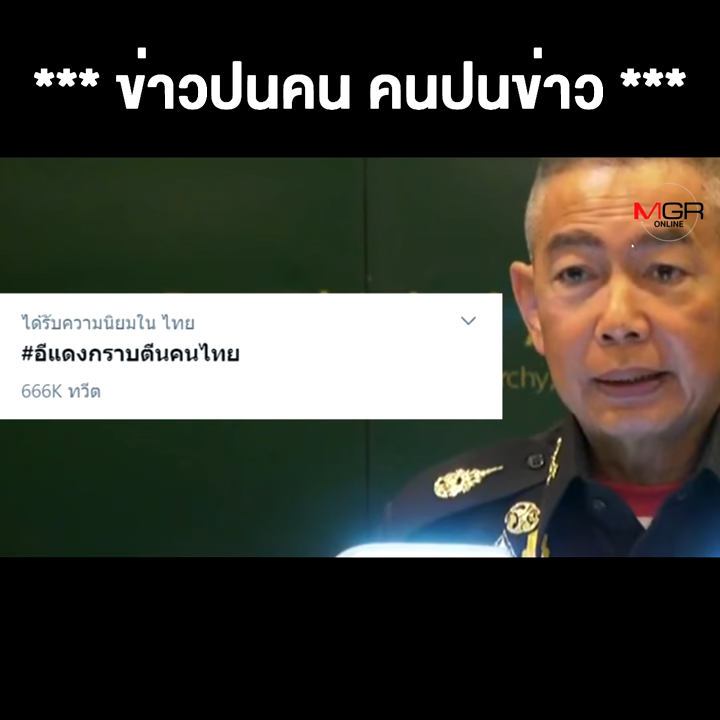 *** ข่าวปนคน คนปนข่าว ***
MGR
ONLINE
ได้รับความนิยมใน ไทย
#อีแดงกราบตีนคนไทย
666K ทวีต
rchy,